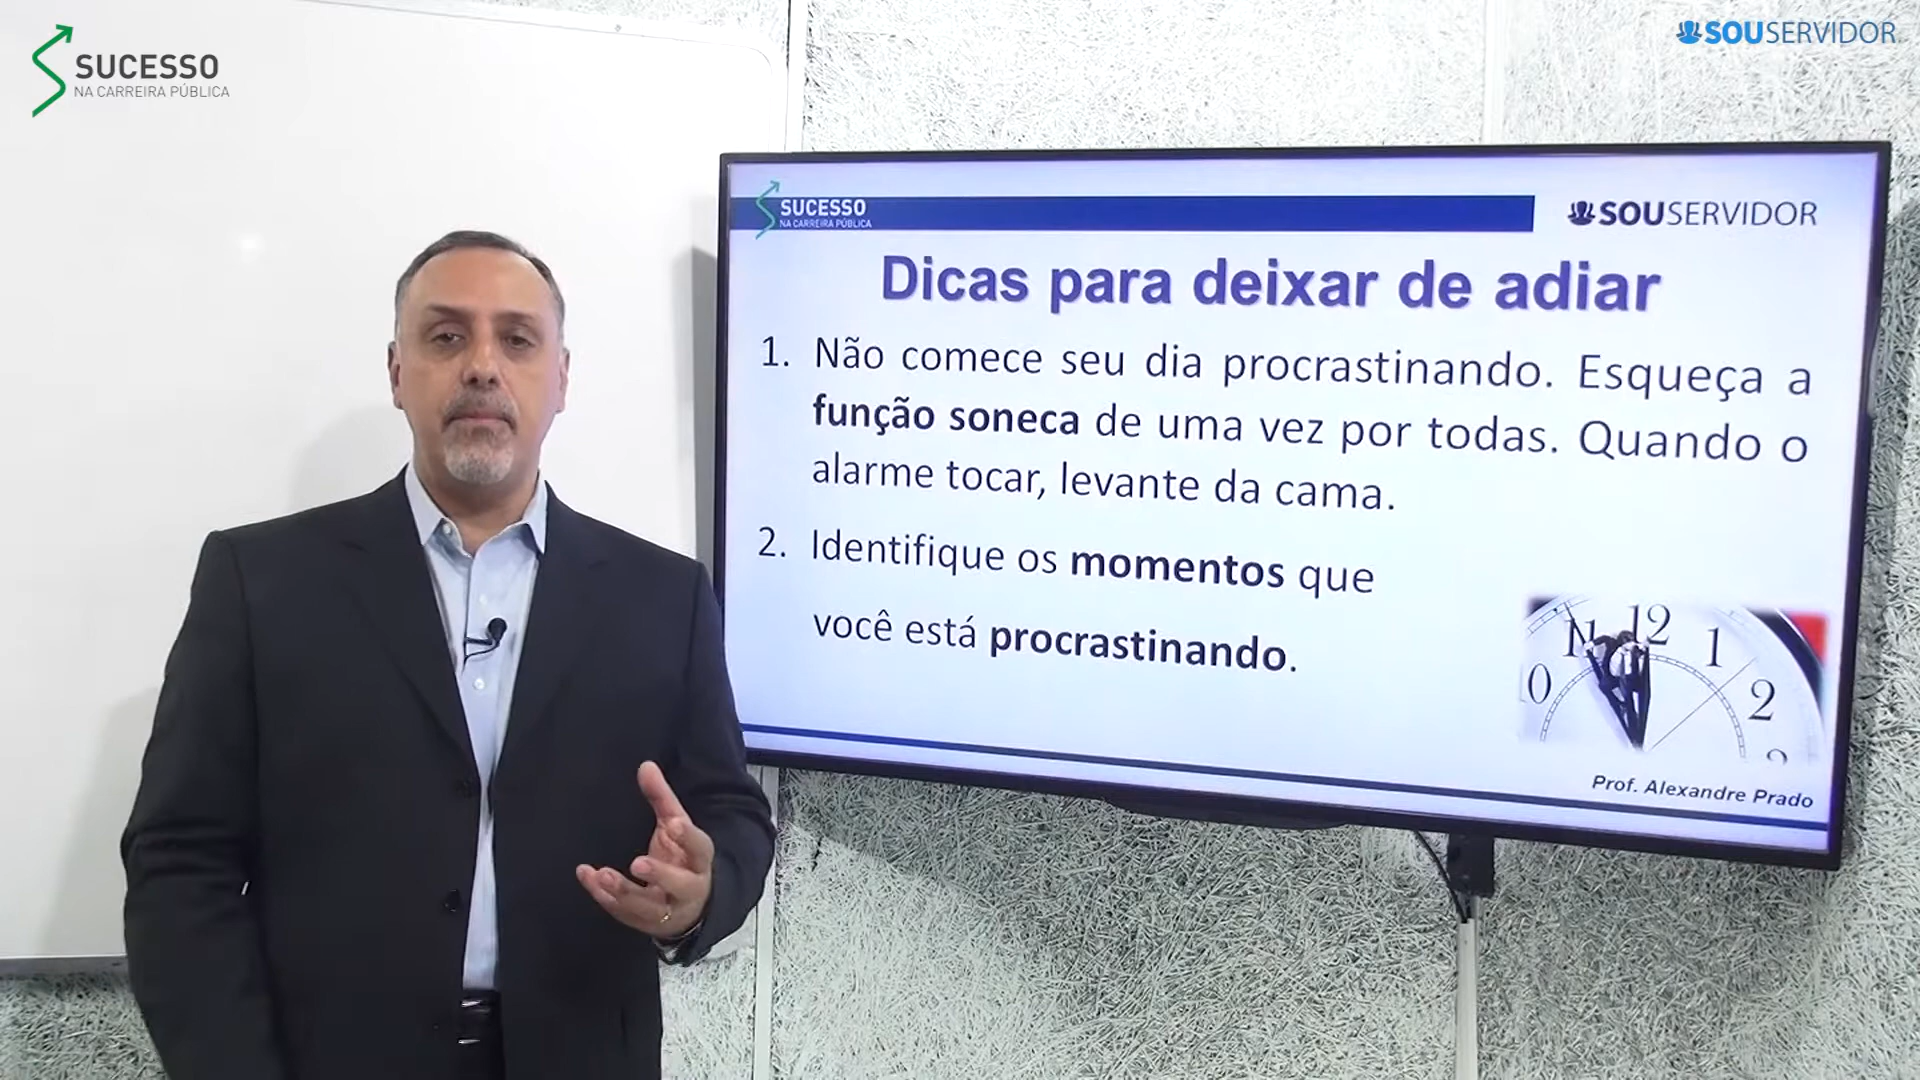 SUCESSO
NA CARREIRA PÚBLICA
SOUSERVIDOR
SUCESSO
NA CARREIRA PÚBLICA
SOUSERVIDOR
Dicas para deixar de adiar
1. Não comece seu dia procrastinando. Esqueça a
função soneca de uma vez por todas. Quando o
alarme tocar, levante da cama.
2. Identifique os momentos que
você está procrastinando.
12
1
2
0
Prof. Alexandre Prado